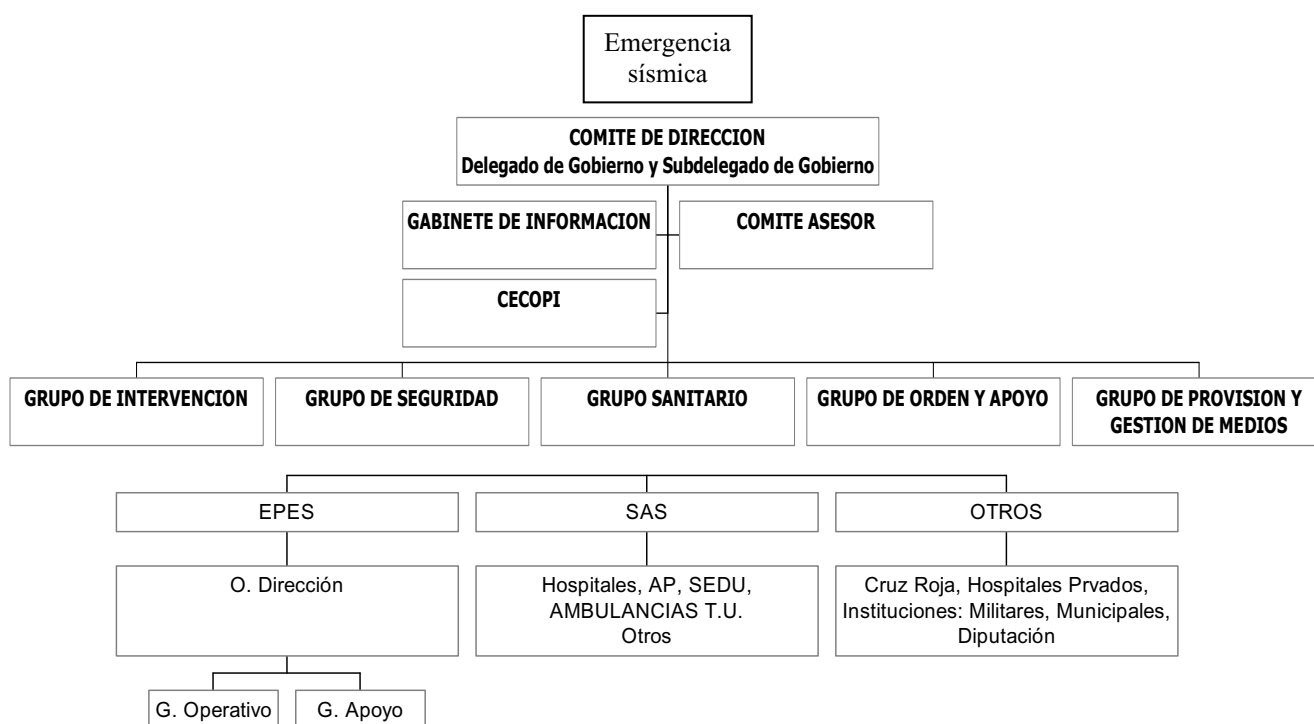 Emergencia
sísmica
COMITE DE DIRECCION
Delegado de Gobierno y Subdelegado de Gobierno
GABINETE DE INFORMACION
COMITE ASESOR
CECOPI
GRUPO DE INTERVENCION
GRUPO DE SEGURIDAD
GRUPO SANITARIO
GRUPO DE ORDEN Y APOYO
GRUPO DE PROVISION Y
GESTION DE MEDIOS
EPES
SAS
OTROS
O. Dirección
Hospitales, AP, SEDU,
AMBULANCIAS T.U.
Otros
Cruz Roja, Hospitales Prvados,
Instituciones: Militares, Municipales,
Diputación
G. Operativo
G. Apoyo